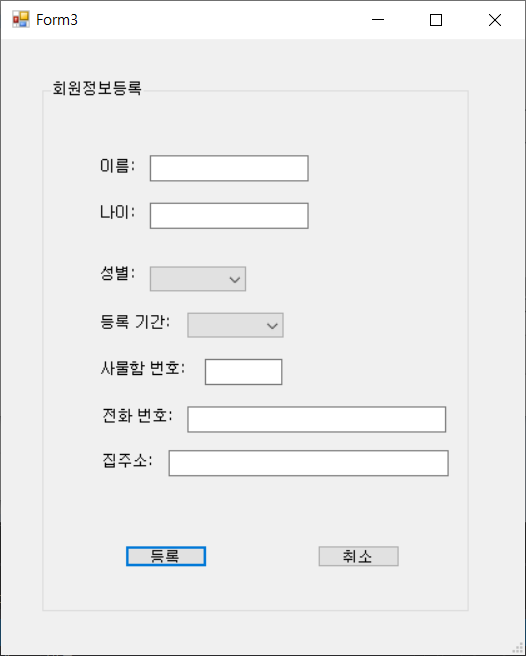 Form3
회원정보등록
이름:
나이:
성별:
등록 기간:
사물함 번호:
전화 번호:
집주소:
등록 취소